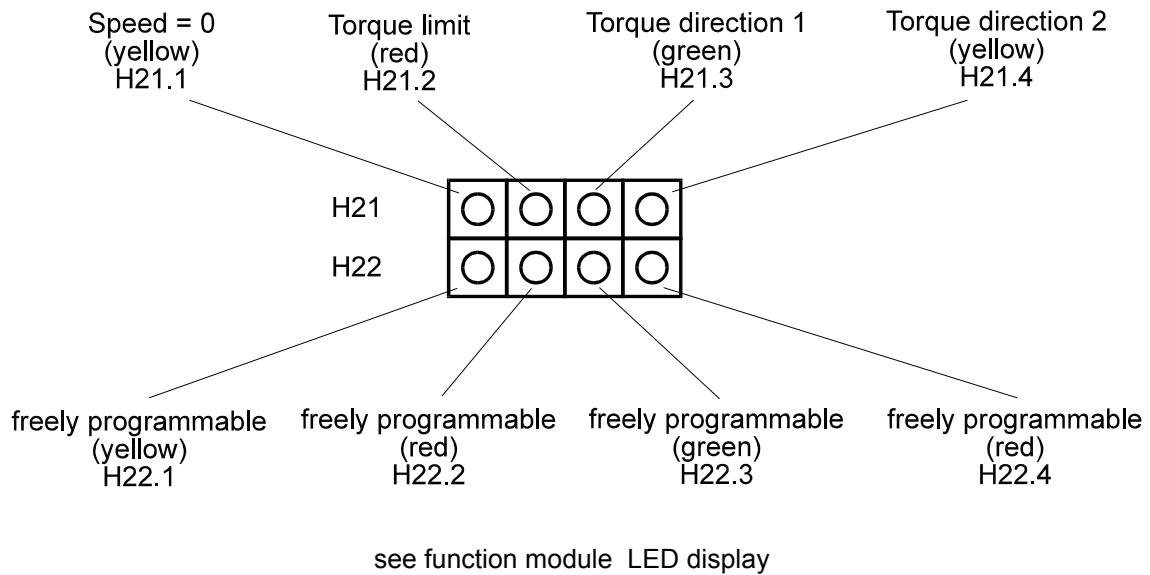 Speed = 0
(yellow)
H21.1
Torque limit
(red)
H21.2
Torque direction 1
(green)
H21.3
Torque direction 2
(yellow)
H21.4
H21
H22
freely programmable
(yellow)
H22.1
freely programmable
(red)
H22.2
freely programmable
(green)
H22.3
freely programmable
(red)
H22.4
see function module LED display